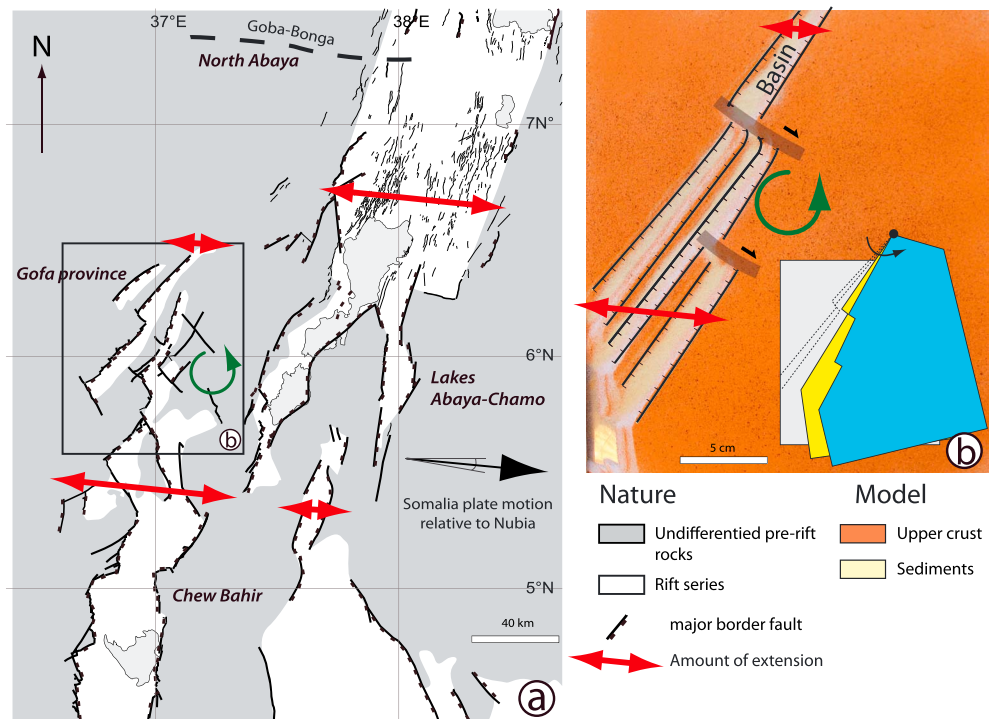 37°E
38°E
Goba-Bonga
North Abaya
N
7N°
Gofa province
6°N
Lakes
Abaya-Chamo
b
Somalia plate motion
relative to Nubia
Chew Bahir
5°N
40 km
a
Basin
5 cm
b
Nature
Model
Undifferentied pre-rift
rocks
Rift series
Upper crust
Sediments
major border fault
Amount of extension